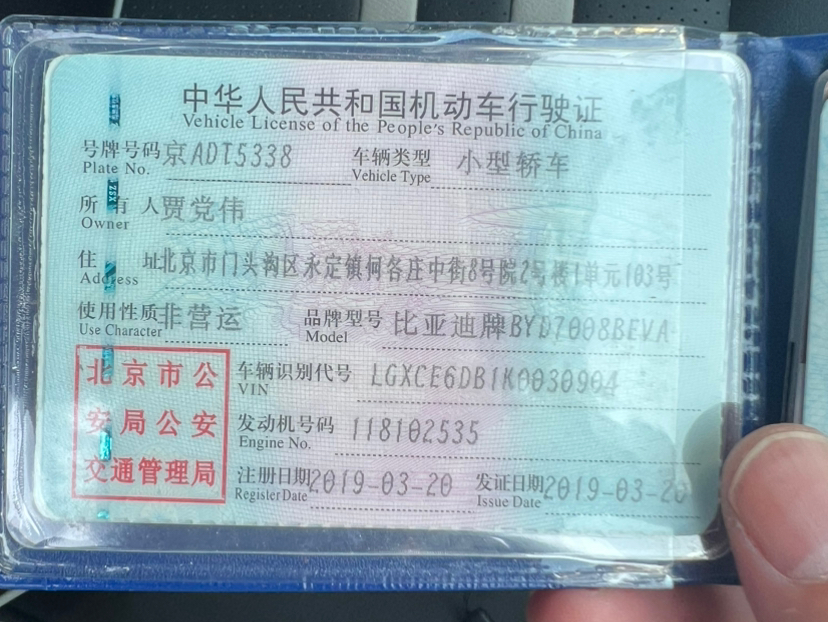 中华人民共和国机动车行驶证
Vehicle License of the People's Republic of China
号牌号码 京ADT5338 车辆类型 小型轿车
Plate No. Vehicle Type
所有人 贾党伟
Owner
住址 北京市门头沟区永定镇何各庄中街8号院2号楼1单元103号
Address
使用性质 非营运 品牌型号 比亚迪牌BYD7008BEVA
Use Character Model
北京市公安局公安交通管理局
车辆识别代号 LGXCE6DB1K0030904
VIN
发动机号码 118102535
Engine No.
注册日期 2019-03-20 发证日期 2019-03-20
Register Date Issue Date